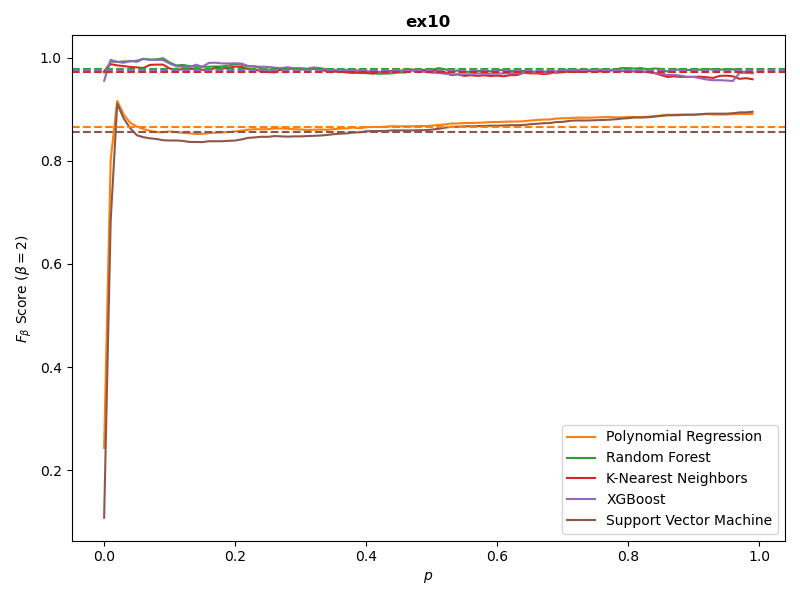 ex10
1.0
0.8
0.6
0.4
0.2
F_β Score (β = 2)
0.0 0.2 0.4 0.6 0.8 1.0
p
Polynomial Regression
Random Forest
K-Nearest Neighbors
XGBoost
Support Vector Machine